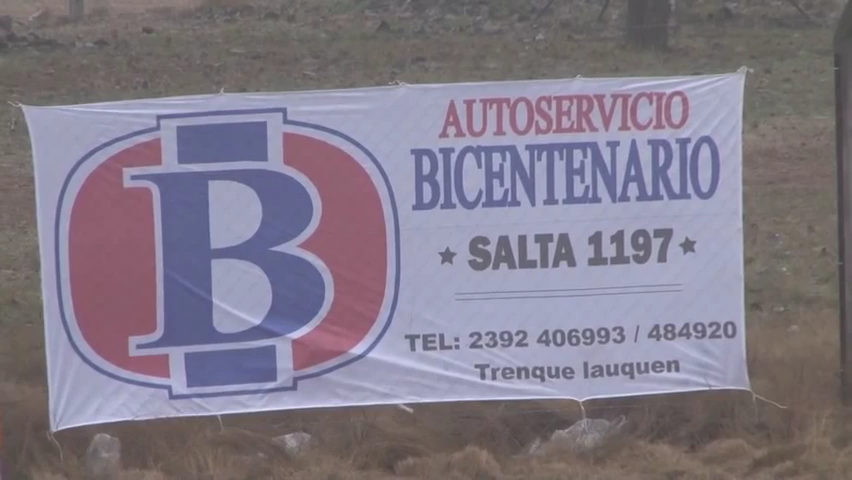 B
AUTOSERVICIO
BICENTENARIO
★ SALTA 1197 ★
TEL: 2392 406993 / 484920
Trenque lauquen